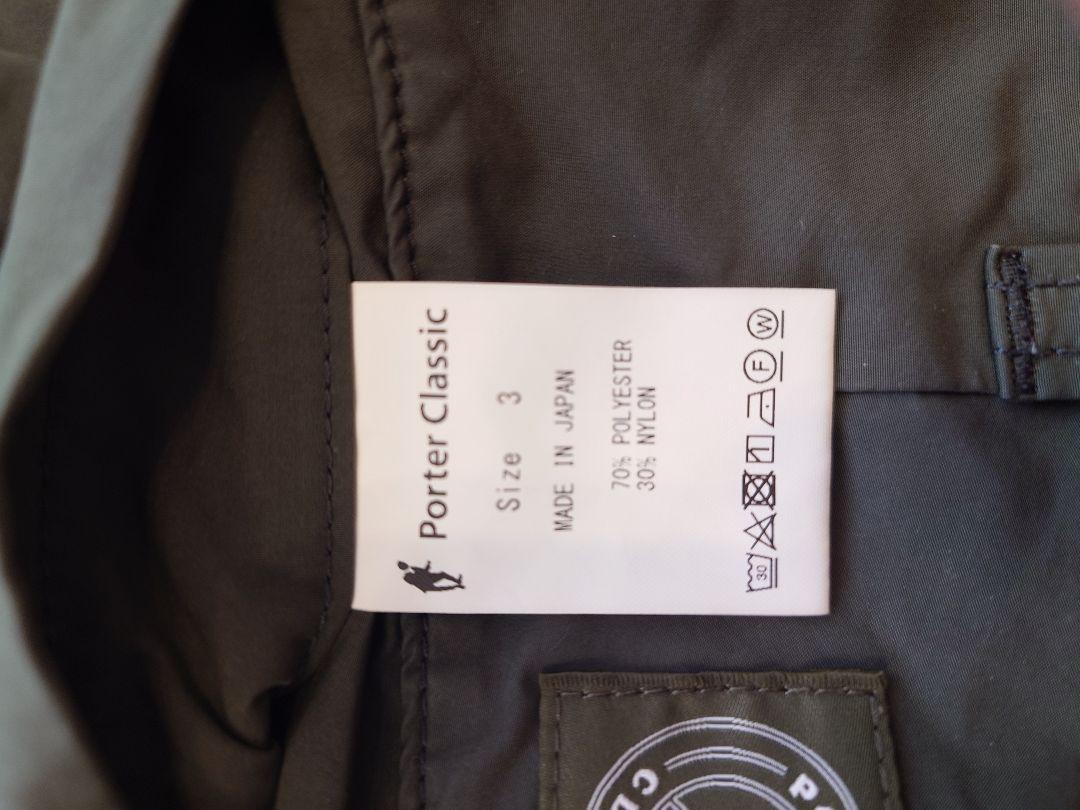 Porter Classic
Size 3
MADE IN JAPAN
70% POLYESTER
30% NYLON
30
F
W